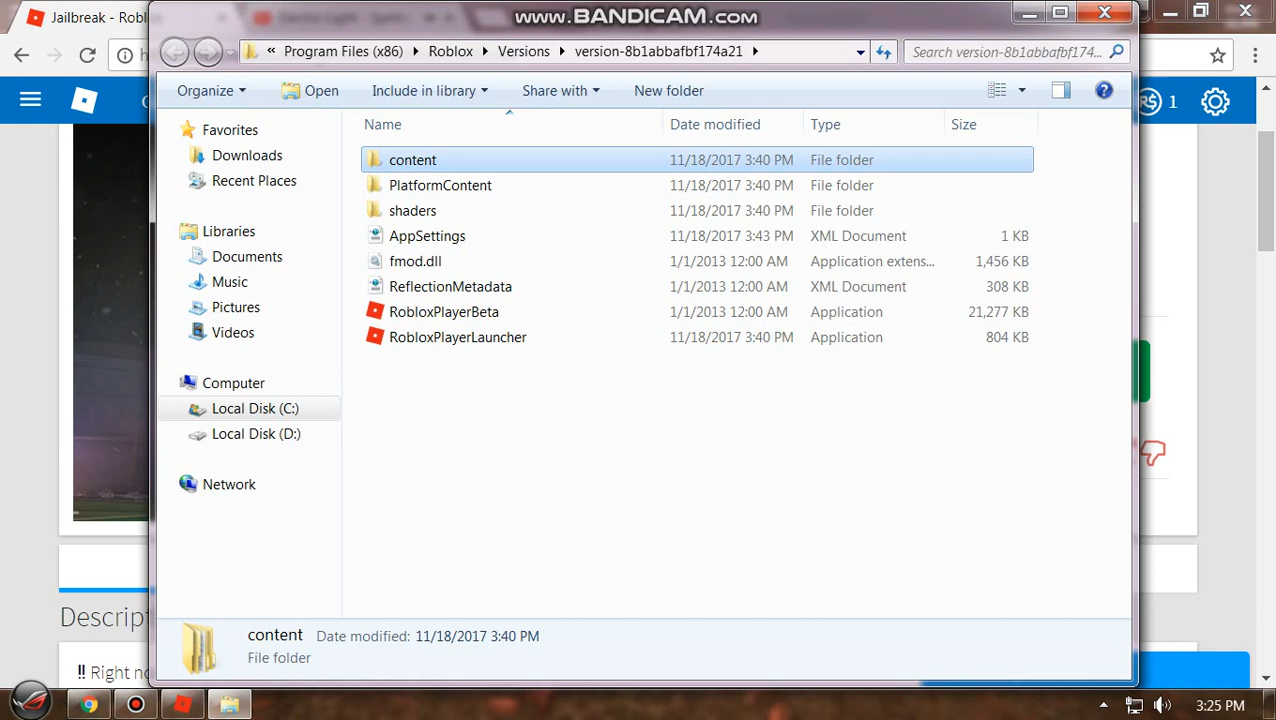 Jailbreak - Roblo
www.BANDICAM.com
« Program Files (x86) Roblox Versions version-8b1abbafbf174a21
Search version-8b1abbafbf174...
Organize Open Include in library Share with New folder
R$ 1
Name Date modified Type Size
Favorites
Downloads
Recent Places
Libraries
Documents
Music
Pictures
Videos
Computer
Local Disk (C:)
Local Disk (D:)
Network
content 11/18/2017 3:40 PM File folder
PlatformContent 11/18/2017 3:40 PM File folder
shaders 11/18/2017 3:40 PM File folder
AppSettings 11/18/2017 3:43 PM XML Document 1 KB
fmod.dll 1/1/2013 12:00 AM Application extens... 1,456 KB
ReflectionMetadata 1/1/2013 12:00 AM XML Document 308 KB
RobloxPlayerBeta 1/1/2013 12:00 AM Application 21,277 KB
RobloxPlayerLauncher 11/18/2017 3:40 PM Application 804 KB
Descript
content Date modified: 11/18/2017 3:40 PM
File folder
!! Right no
3:25 PM